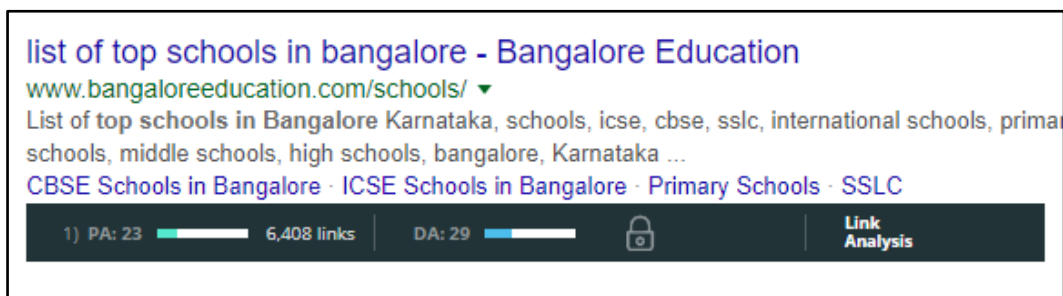 list of top schools in bangalore - Bangalore Education
www.bangaloreeducation.com/schools/
List of top schools in Bangalore Karnataka, schools, icse, cbse, sslc, international schools, primar
schools, middle schools, high schools, bangalore, Karnataka ...
CBSE Schools in Bangalore · ICSE Schools in Bangalore · Primary Schools · SSLC
1) PA: 23 6,408 links DA: 29 Link
Analysis